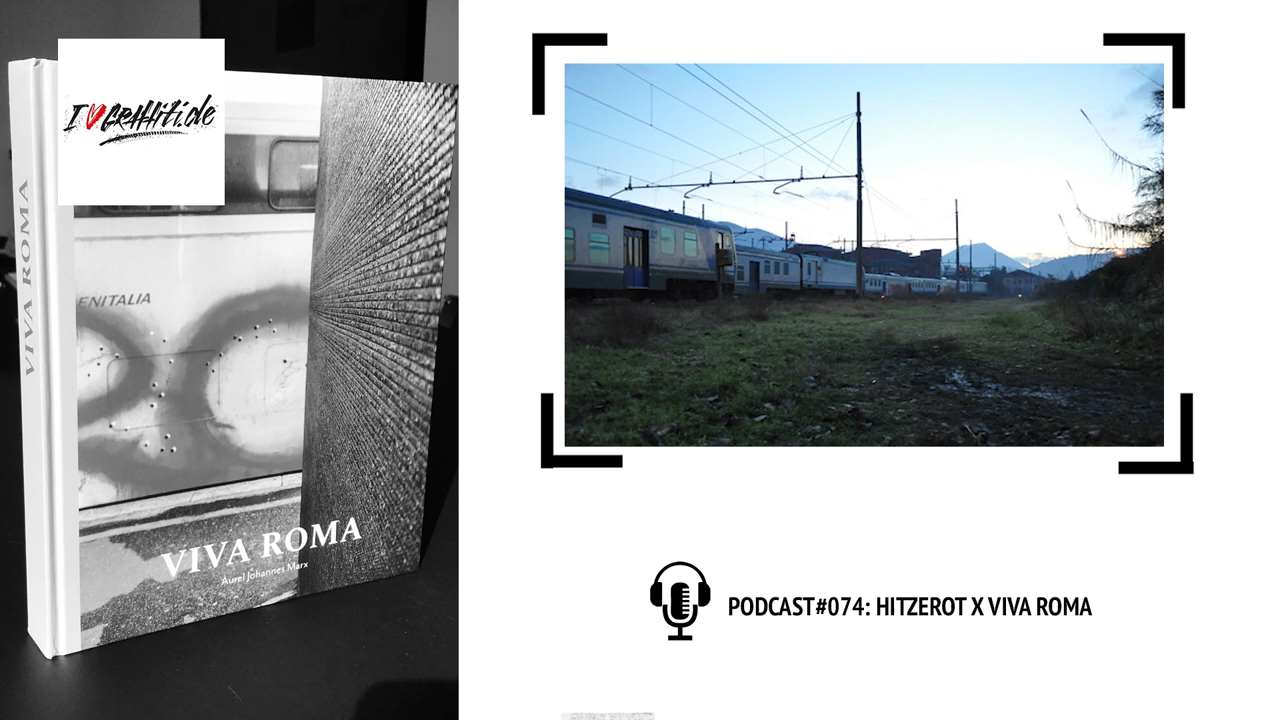 I ❤ GRAFFITI.de
VIVA ROMA
ENITALIA
VIVA ROMA
Aurel Johannes Marx
PODCAST#074: HITZEROT X VIVA ROMA